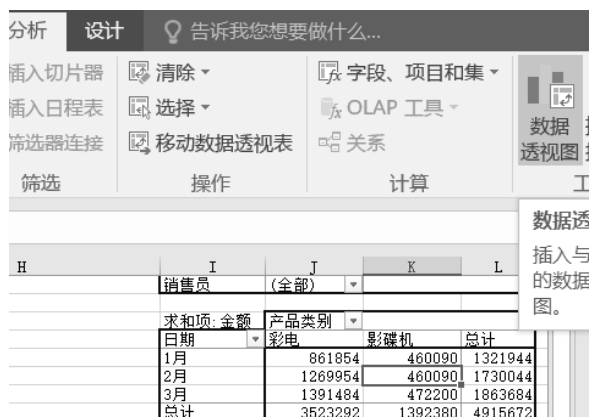 分析 设计 告诉我您想要做什么...
插入切片器 清除 字段、项目和集
插入日程表 选择 OLAP 工具 数据
筛选器连接 移动数据透视表 关系 透视图
筛选 操作 计算 工
数据透
插入与
的数据
图。
H I J K L
销售员 (全部)
求和项:金额 产品类别
日期 彩电 影碟机 总计
1月 861854 460090 1321944
2月 1269954 460090 1730044
3月 1391484 472200 1863684
总计 3523292 1392380 4915672